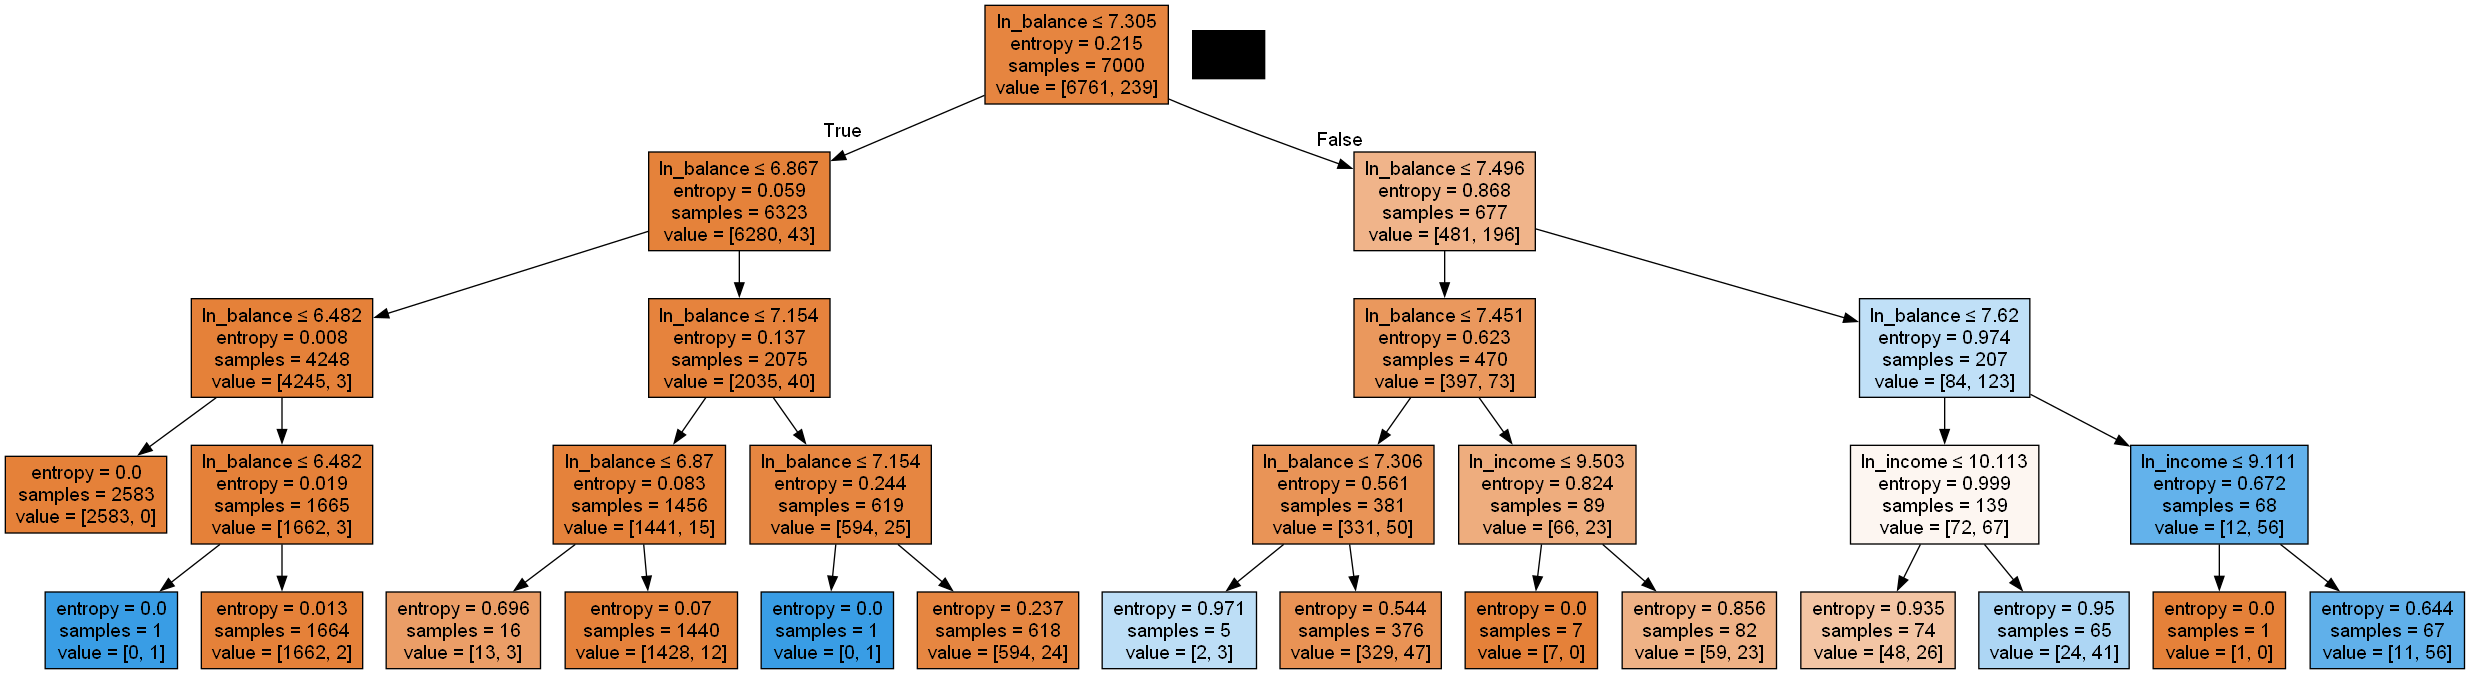 ln_balance ≤ 7.305
entropy = 0.215
samples = 7000
value = [6761, 239]
True
False
ln_balance ≤ 6.867
entropy = 0.059
samples = 6323
value = [6280, 43]
ln_balance ≤ 7.496
entropy = 0.868
samples = 677
value = [481, 196]
ln_balance ≤ 6.482
entropy = 0.008
samples = 4248
value = [4245, 3]
ln_balance ≤ 7.154
entropy = 0.137
samples = 2075
value = [2035, 40]
ln_balance ≤ 7.451
entropy = 0.623
samples = 470
value = [397, 73]
ln_balance ≤ 7.62
entropy = 0.974
samples = 207
value = [84, 123]
entropy = 0.0
samples = 2583
value = [2583, 0]
ln_balance ≤ 6.482
entropy = 0.019
samples = 1665
value = [1662, 3]
ln_balance ≤ 6.87
entropy = 0.083
samples = 1456
value = [1441, 15]
ln_balance ≤ 7.154
entropy = 0.244
samples = 619
value = [594, 25]
ln_balance ≤ 7.306
entropy = 0.561
samples = 381
value = [331, 50]
ln_income ≤ 9.503
entropy = 0.824
samples = 89
value = [66, 23]
ln_income ≤ 10.113
entropy = 0.999
samples = 139
value = [72, 67]
ln_income ≤ 9.111
entropy = 0.672
samples = 68
value = [12, 56]
entropy = 0.0
samples = 1
value = [0, 1]
entropy = 0.013
samples = 1664
value = [1662, 2]
entropy = 0.696
samples = 16
value = [13, 3]
entropy = 0.07
samples = 1440
value = [1428, 12]
entropy = 0.0
samples = 1
value = [0, 1]
entropy = 0.237
samples = 618
value = [594, 24]
entropy = 0.971
samples = 5
value = [2, 3]
entropy = 0.544
samples = 376
value = [329, 47]
entropy = 0.0
samples = 7
value = [7, 0]
entropy = 0.856
samples = 82
value = [59, 23]
entropy = 0.935
samples = 74
value = [48, 26]
entropy = 0.95
samples = 65
value = [24, 41]
entropy = 0.0
samples = 1
value = [1, 0]
entropy = 0.644
samples = 67
value = [11, 56]